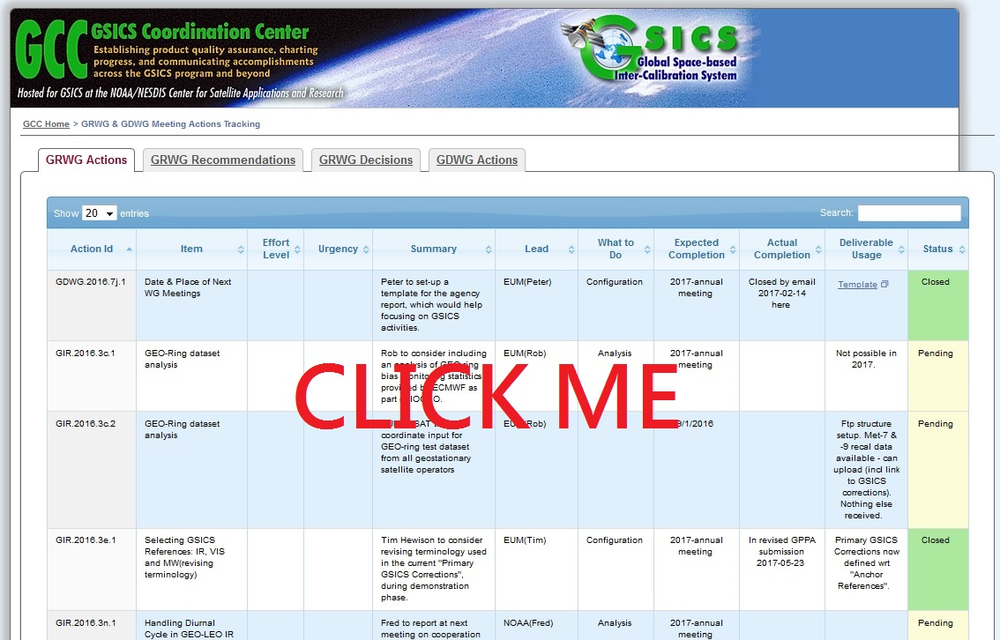 GCC GSICS Coordination Center
Establishing product quality assurance, charting
progress, and communicating accomplishments
across the GSICS program and beyond
Hosted for GSICS at the NOAA/NESDIS Center for Satellite Applications and Research
GSICS
Global Space-based
Inter-Calibration System
GCC Home > GRWG & GDWG Meeting Actions Tracking
GRWG Actions GRWG Recommendations GRWG Decisions GDWG Actions
Show 20 entries Search:
Action Id Item Effort Level Urgency Summary Lead What to Do Expected Completion Actual Completion Deliverable Usage Status
GDWG.2016.7j.1
Date & Place of Next
WG Meetings
Peter to set-up a
template for the agency
report, which would help
focusing on GSICS
activities.
EUM(Peter)
Configuration
2017-annual
meeting
Closed by email
2017-02-14
here
Template
Closed
GIR.2016.3c.1
GEO-Ring dataset
analysis
Rob to consider including
an analysis of GEO-ring
bias monitoring statistics
provided by ECMWF as
part
EUM(Rob)
Analysis
2017-annual
meeting
Not possible in
2017.
Pending
CLICK ME
GIR.2016.3c.2
GEO-Ring dataset
analysis
coordinate input for
GEO-ring test dataset
from all geostationary
satellite operators
EUM(Rob)
9/1/2016
Ftp structure
setup. Met-7 &
-9 recal data
available - can
upload (incl link
to GSICS
corrections).
Nothing else
received.
Pending
GIR.2016.3e.1
Selecting GSICS
References: IR, VIS
and MW(revising
terminology)
Tim Hewison to consider
revising terminology used
in the current "Primary
GSICS Corrections",
during demonstration
phase.
EUM(Tim)
Configuration
2017-annual
meeting
In revised GPPA
submission
2017-05-23
Primary GSICS
Corrections now
defined wrt
"Anchor
References".
Closed
GIR.2016.3n.1
Handling Diurnal
Cycle in GEO-LEO IR
Fred to report at next
meeting on cooperation
NOAA(Fred)
Analysis
2017-annual
meeting
Pending